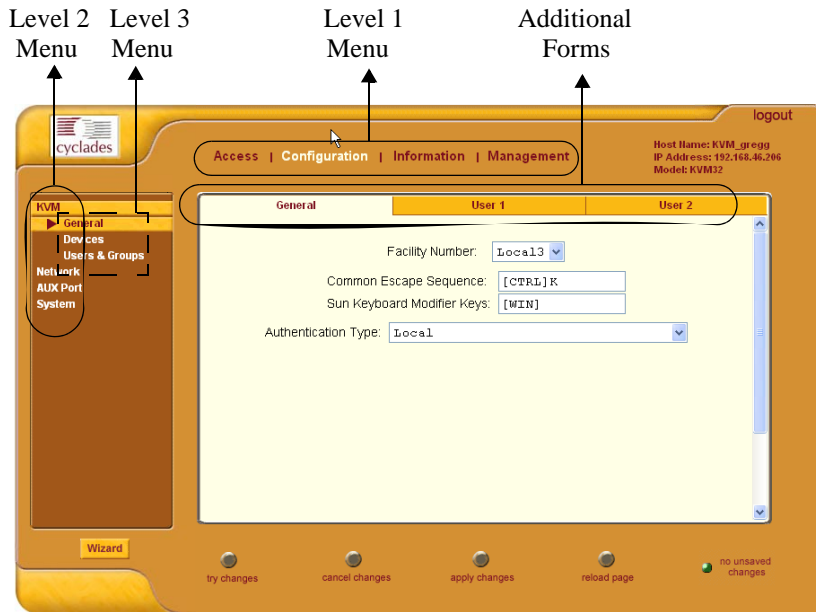 Level 2 Menu
Level 3 Menu
Level 1 Menu
Additional Forms
logout
cyclades
Access | Configuration | Information | Management
Host Name: KVM_gregg
IP Address: 192.168.46.206
Model: KVM32
KVM
General
Devices
Users & Groups
Network
AUX Port
System
General
User 1
User 2
Facility Number: Local3
Common Escape Sequence: [CTRL]K
Sun Keyboard Modifier Keys: [WIN]
Authentication Type: Local
Wizard
try changes
cancel changes
apply changes
reload page
no unsaved changes